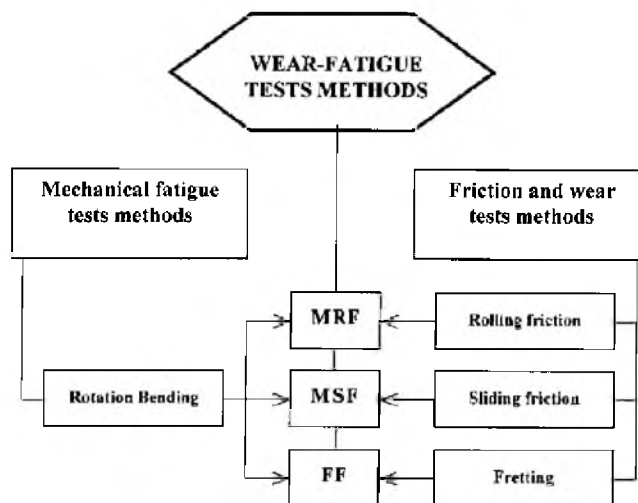 WEAR-FATIGUE
TESTS METHODS
Mechanical fatigue
tests methods
Friction and wear
tests methods
MRF
Rolling friction
Rotation Bending
MSF
Sliding friction
FF
Fretting